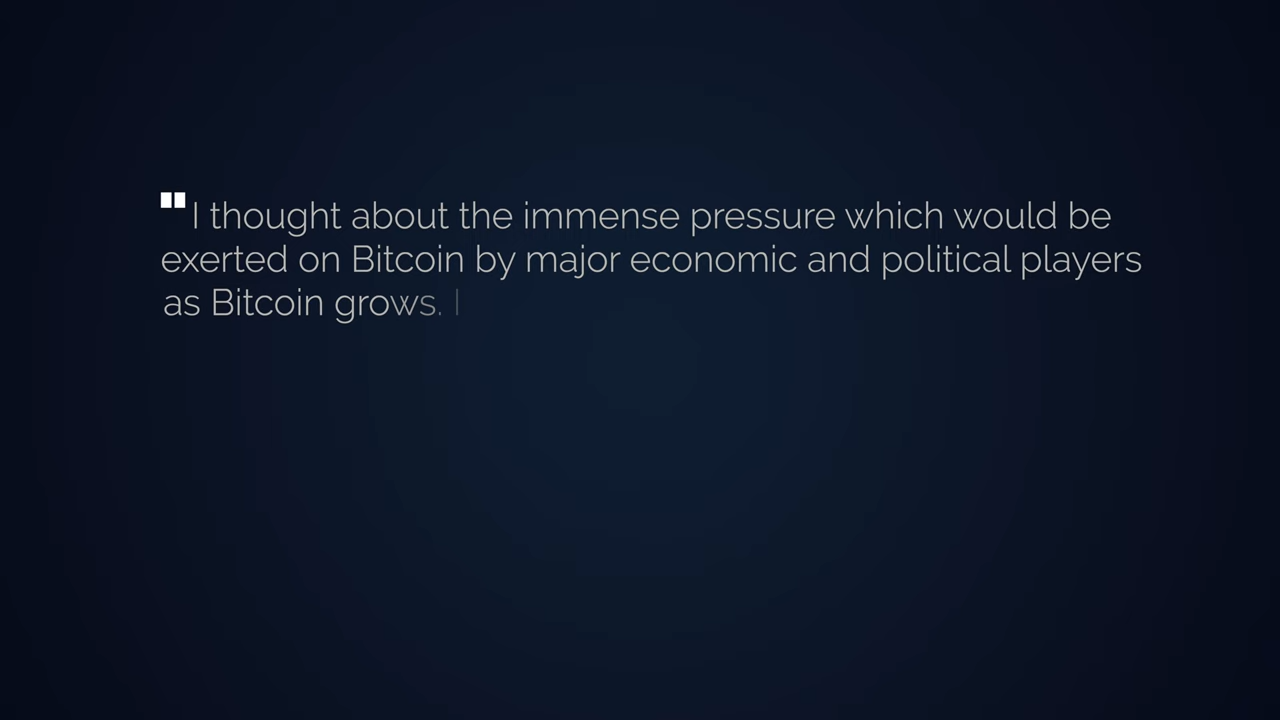 "I thought about the immense pressure which would be
exerted on Bitcoin by major economic and political players
as Bitcoin grows. I